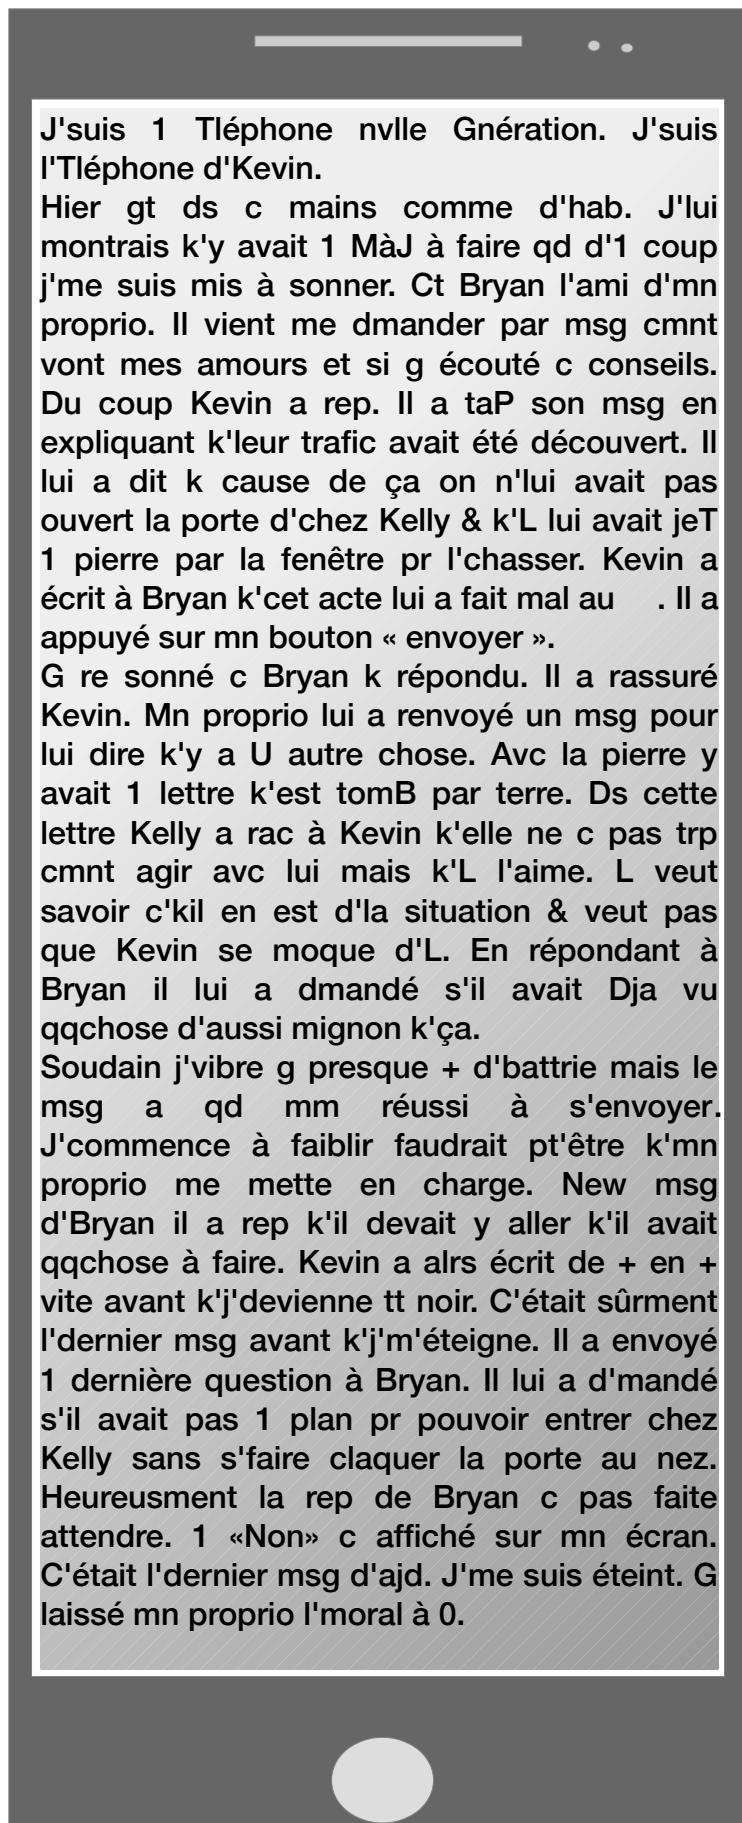 J'suis 1 Tléphone nvlle Gnération. J'suis
l'Tléphone d'Kevin.
Hier gt ds c mains comme d'hab. J'lui
montrais k'y avait 1 MàJ à faire qd d'1 coup
j'me suis mis à sonner. Ct Bryan l'ami d'mn
proprio. Il vient me dmander par msg cmnt
vont mes amours et si g écouté c conseils.
Du coup Kevin a rep. Il a taP son msg en
expliquant k'leur trafic avait été découvert. Il
lui a dit k cause de ça on n'lui avait pas
ouvert la porte d'chez Kelly & k'L lui avait jeT
1 pierre par la fenêtre pr l'chasser. Kevin a
écrit à Bryan k'cet acte lui a fait mal au . Il a
appuyé sur mn bouton « envoyer ».
G re sonné c Bryan k répondu. Il a rassuré
Kevin. Mn proprio lui a renvoyé un msg pour
lui dire k'y a U autre chose. Avc la pierre y
avait 1 lettre k'est tomB par terre. Ds cette
lettre Kelly a rac à Kevin k'elle ne c pas trp
cmnt agir avc lui mais k'L l'aime. L veut
savoir c'kil en est d'la situation & veut pas
que Kevin se moque d'L. En répondant à
Bryan il lui a dmandé s'il avait Dja vu
qqchose d'aussi mignon k'ça.
Soudain j'vibre g presque + d'battrie mais le
msg a qd mm réussi à s'envoyer.
J'commence à faiblir faudrait pt'être k'mn
proprio me mette en charge. New msg
d'Bryan il a rep k'il devait y aller k'il avait
qqchose à faire. Kevin a alrs écrit de + en +
vite avant k'j'devienne tt noir. C'était sûrment
l'dernier msg avant k'j'm'éteigne. Il a envoyé
1 dernière question à Bryan. Il lui a d'mandé
s'il avait pas 1 plan pr pouvoir entrer chez
Kelly sans s'faire claquer la porte au nez.
Heureusment la rep de Bryan c pas faite
attendre. 1 «Non» c affiché sur mn écran.
C'était l'dernier msg d'ajd. J'me suis éteint. G
laissé mn proprio l'moral à 0.